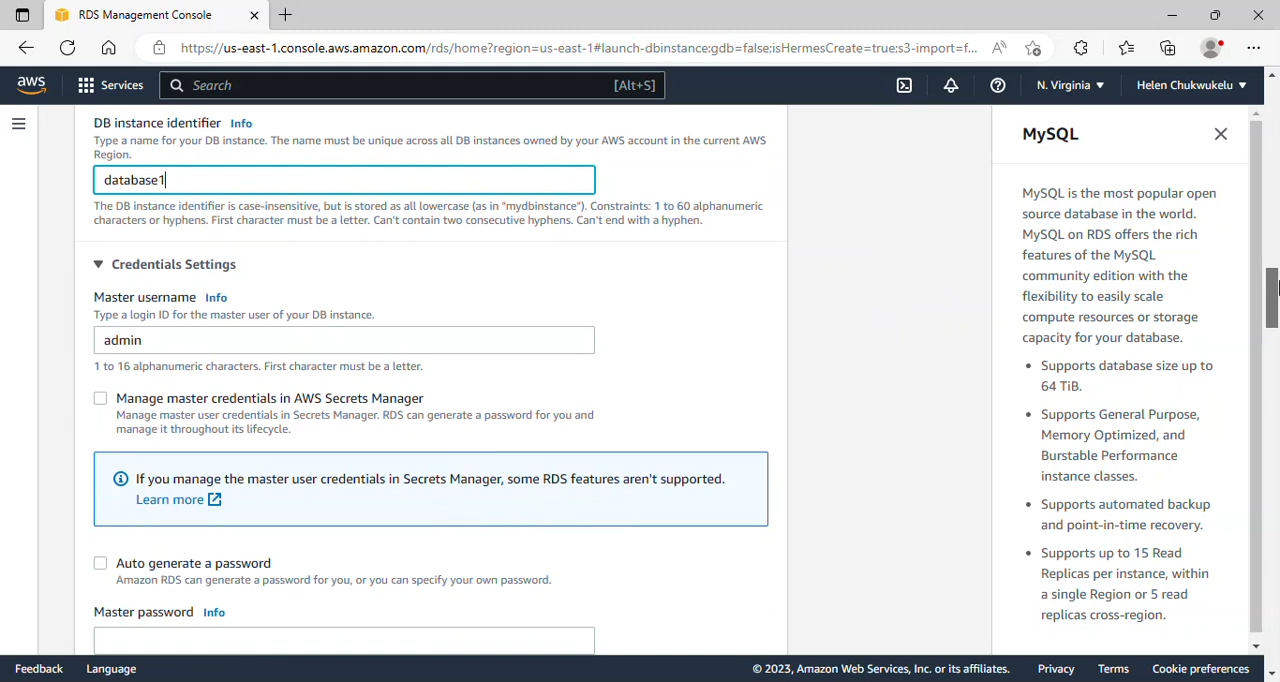 RDS Management Console
https://us-east-1.console.aws.amazon.com/rds/home?region=us-east-1#launch-dbinstance:gdb=false;isHermesCreate=true;s3-import=f...
aws
Services
Search
[Alt+S]
N. Virginia
Helen Chukwukelu
DB instance identifier Info
Type a name for your DB instance. The name must be unique across all DB instances owned by your AWS account in the current AWS
Region.
database1
The DB instance identifier is case-insensitive, but is stored as all lowercase (as in "mydbinstance"). Constraints: 1 to 60 alphanumeric
characters or hyphens. First character must be a letter. Can't contain two consecutive hyphens. Can't end with a hyphen.
Credentials Settings
Master username Info
Type a login ID for the master user of your DB instance.
admin
1 to 16 alphanumeric characters. First character must be a letter.
Manage master credentials in AWS Secrets Manager
Manage master user credentials in Secrets Manager. RDS can generate a password for you and
manage it throughout its lifecycle.
If you manage the master user credentials in Secrets Manager, some RDS features aren't supported.
Learn more
Auto generate a password
Amazon RDS can generate a password for you, or you can specify your own password.
Master password Info
MySQL
MySQL is the most popular open
source database in the world.
MySQL on RDS offers the rich
features of the MySQL
community edition with the
flexibility to easily scale
compute resources or storage
capacity for your database.
• Supports database size up to
64 TiB.
• Supports General Purpose,
Memory Optimized, and
Burstable Performance
instance classes.
• Supports automated backup
and point-in-time recovery.
• Supports up to 15 Read
Replicas per instance, within
a single Region or 5 read
replicas cross-region.
Feedback
Language
© 2023, Amazon Web Services, Inc. or its affiliates.
Privacy
Terms
Cookie preferences